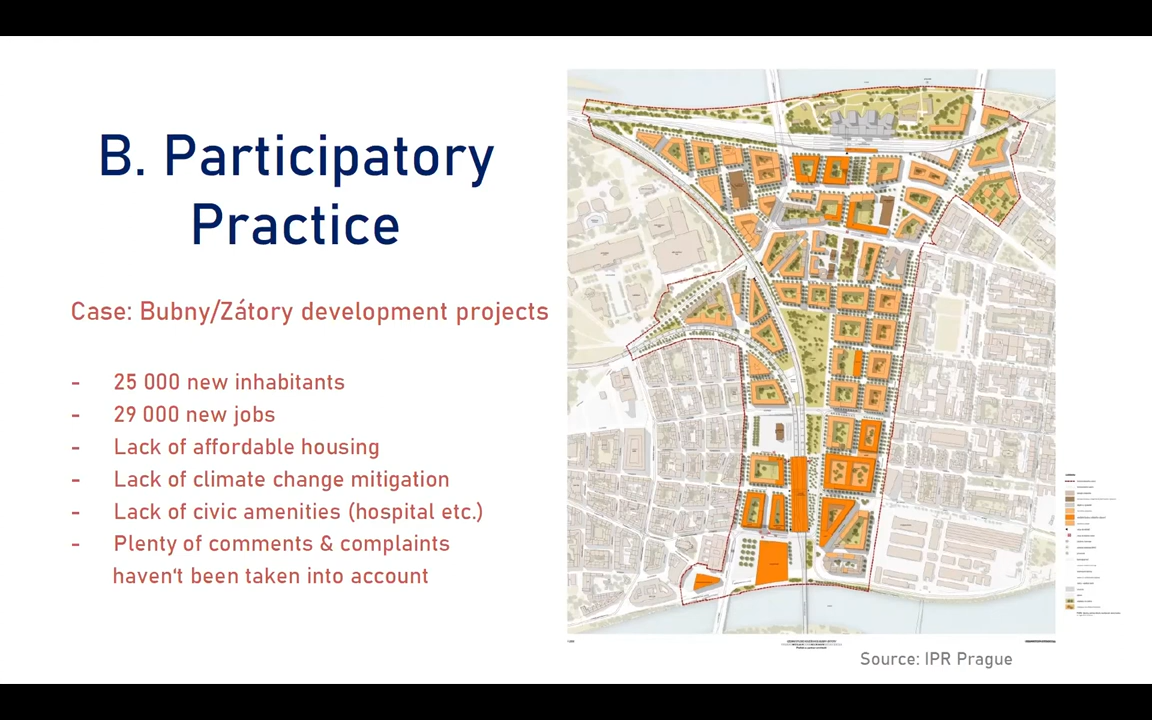 B. Participatory
Practice
Case: Bubny/Zátory development projects
- 25 000 new inhabitants
- 29 000 new jobs
- Lack of affordable housing
- Lack of climate change mitigation
- Lack of civic amenities (hospital etc.)
- Plenty of comments & complaints
haven't been taken into account
Source: IPR Prague